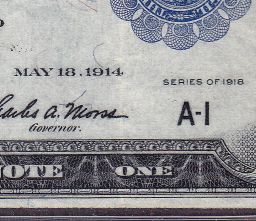 MAY 18, 1914.
SERIES OF 1918
Charles A. Morss
A-1
Governor.
NOTE ONE